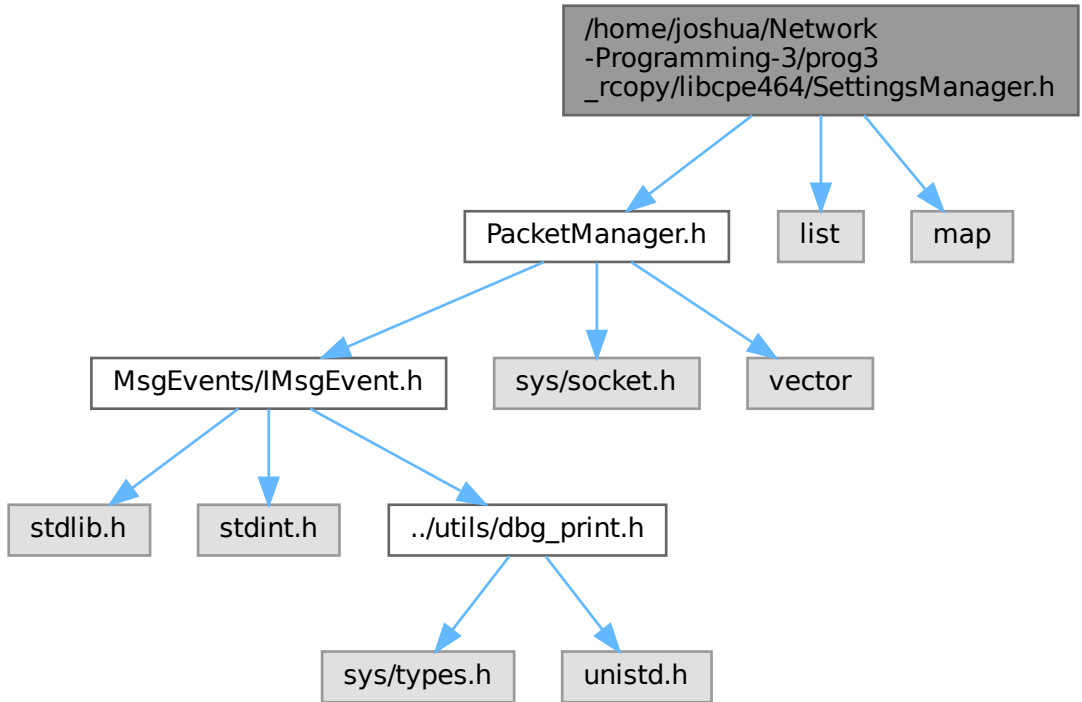 /home/joshua/Network
-Programming-3/prog3
_rcopy/libcpe464/SettingsManager.h
PacketManager.h
list
map
MsgEvents/IMsgEvent.h
sys/socket.h
vector
stdlib.h
stdint.h
../utils/dbg_print.h
sys/types.h
unistd.h